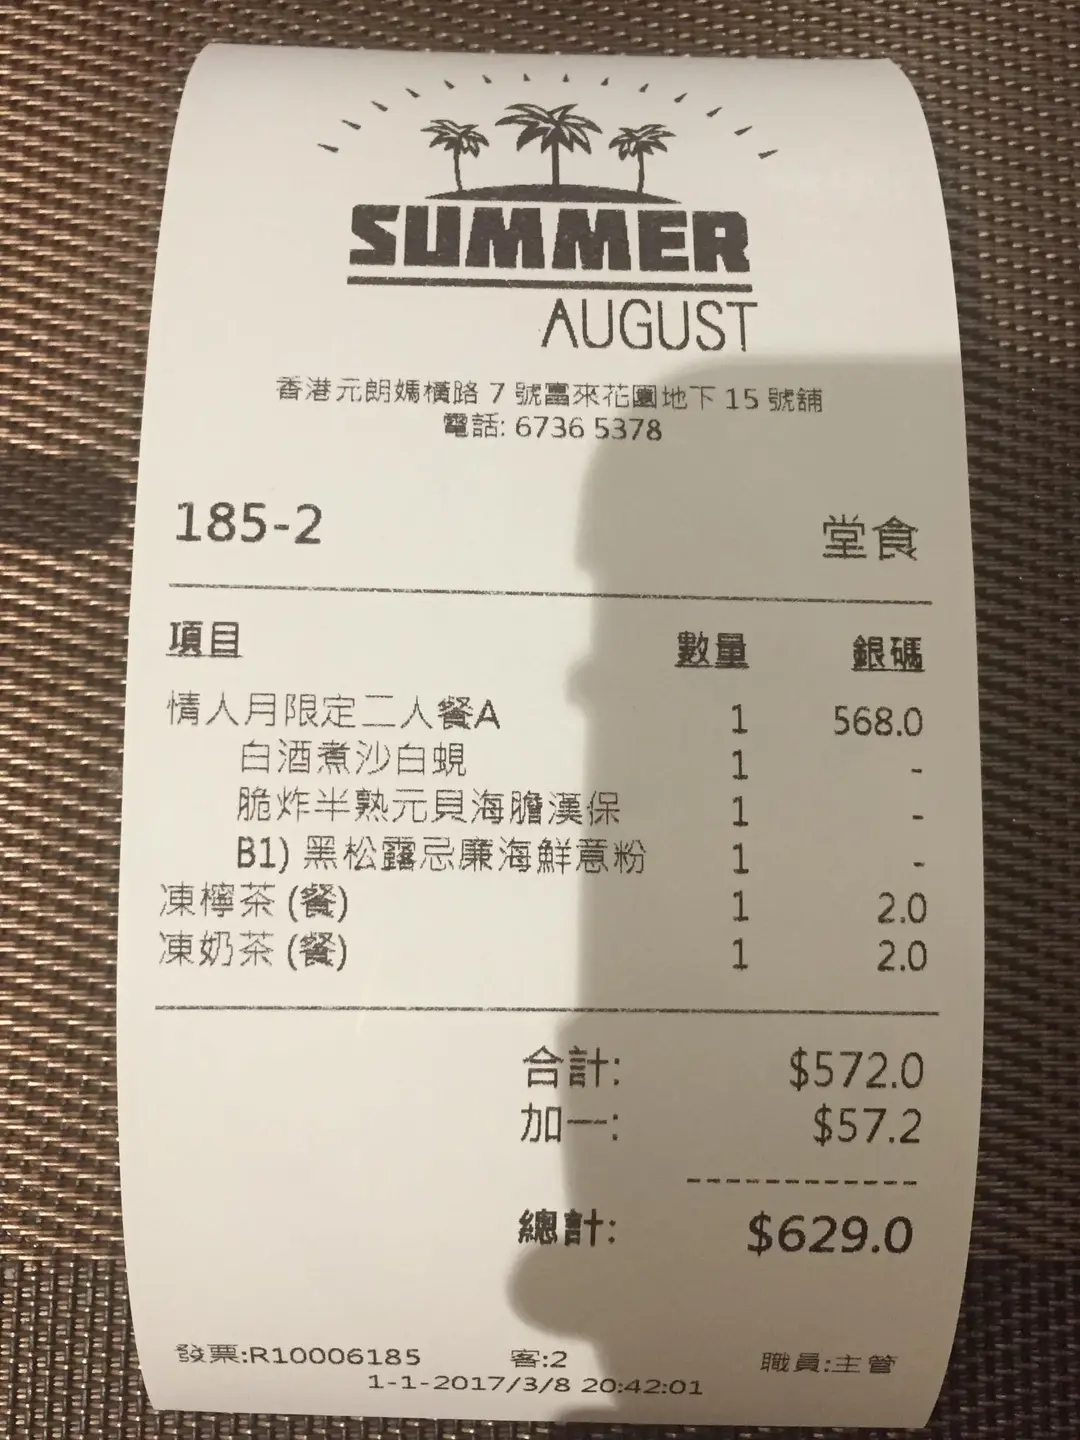 SUMMER
AUGUST
香港元朗媽橫路 7 號富來花園地下 15 號舖
電話: 6736 5378
185-2 堂食
項目 數量 銀碼
情人月限定二人餐A 1 568.0
白酒煮沙白蜆 1 -
脆炸半熟元貝海膽漢保 1 -
B1) 黑松露忌廉海鮮意粉 1 -
凍檸茶 (餐) 1 2.0
凍奶茶 (餐) 1 2.0
合計: $572.0
加一: $57.2
------------
總計: $629.0
發票:R10006185 客:2 職員:主管
1-1-2017/3/8 20:42:01